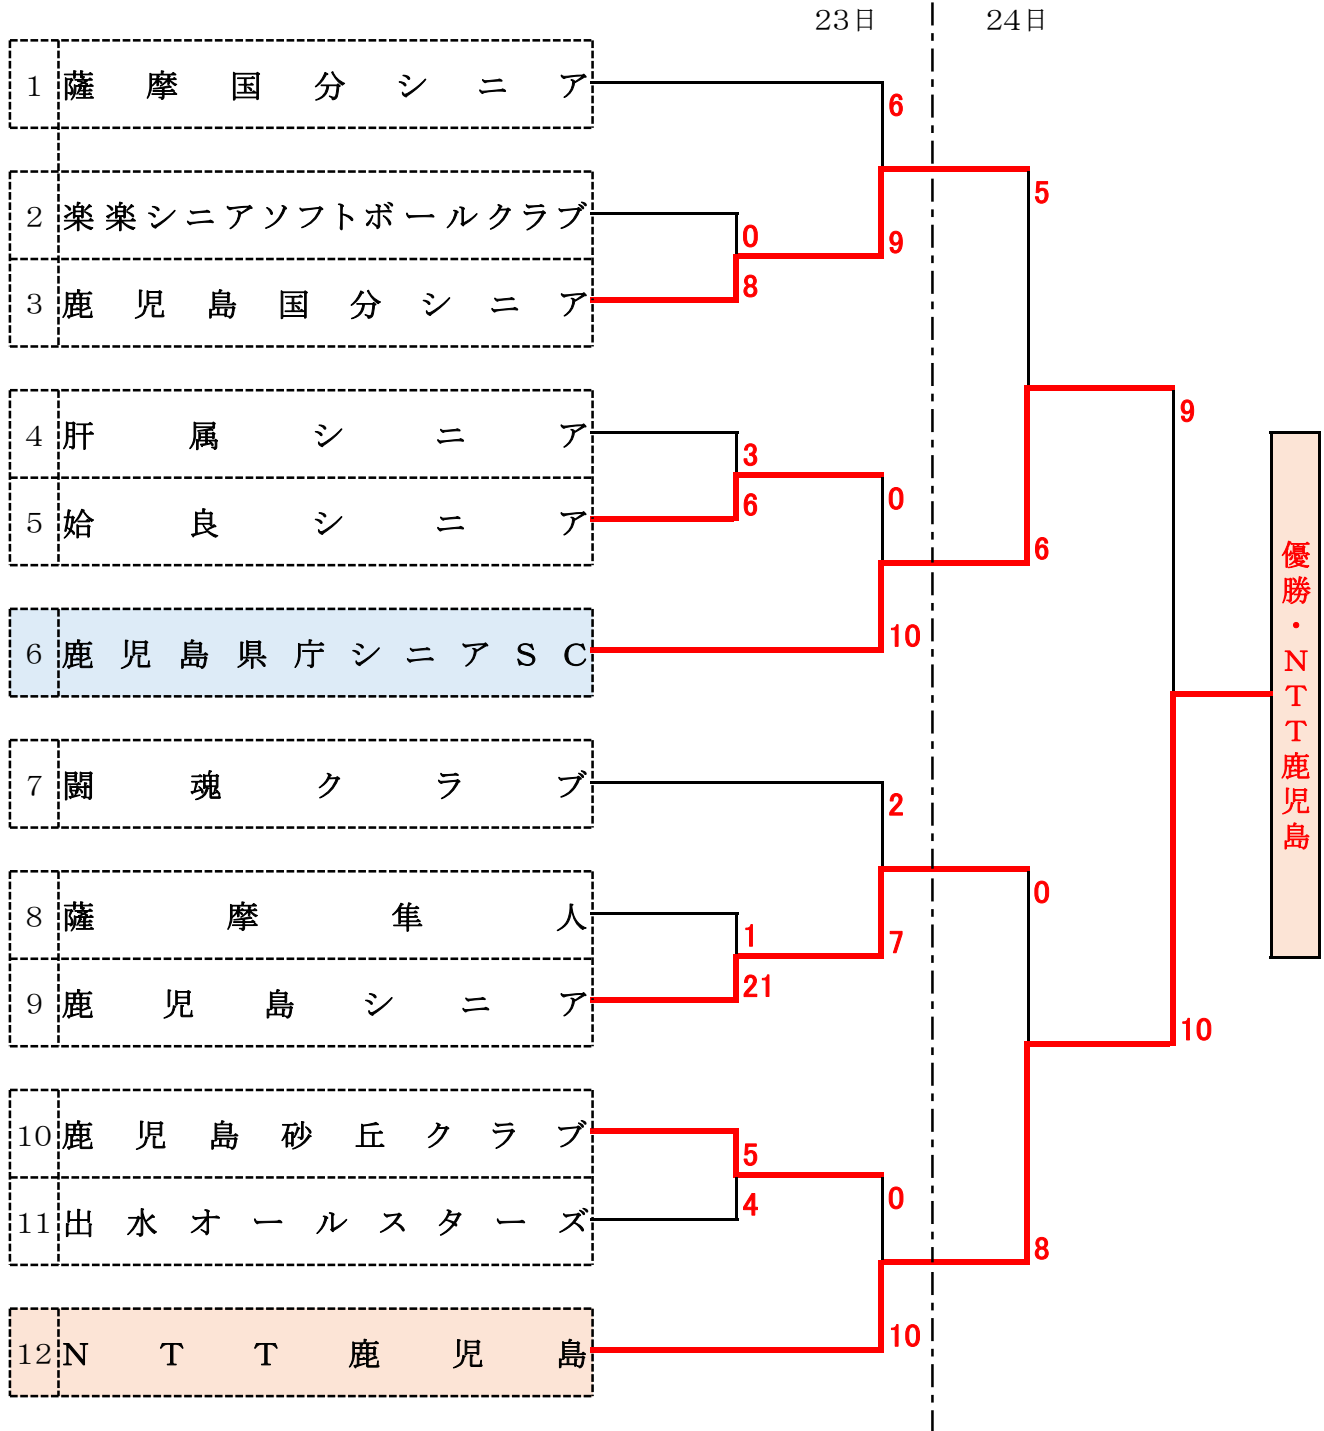 23日 24日
1 薩摩国分シニア
6
5
2 楽楽シニアソフトボールクラブ
0
9
3 鹿児島国分シニア
8
9
4 肝属シニア
3
0
5 姶良シニア
6
6
6 鹿児島県庁シニアSC
10
優勝・NTT鹿児島
7 闘魂クラブ
2
0
8 薩摩隼人
1
7
9 鹿児島シニア
21
10
10 鹿児島砂丘クラブ
5
0
11 出水オールスターズ
4
8
12 NTT鹿児島
10